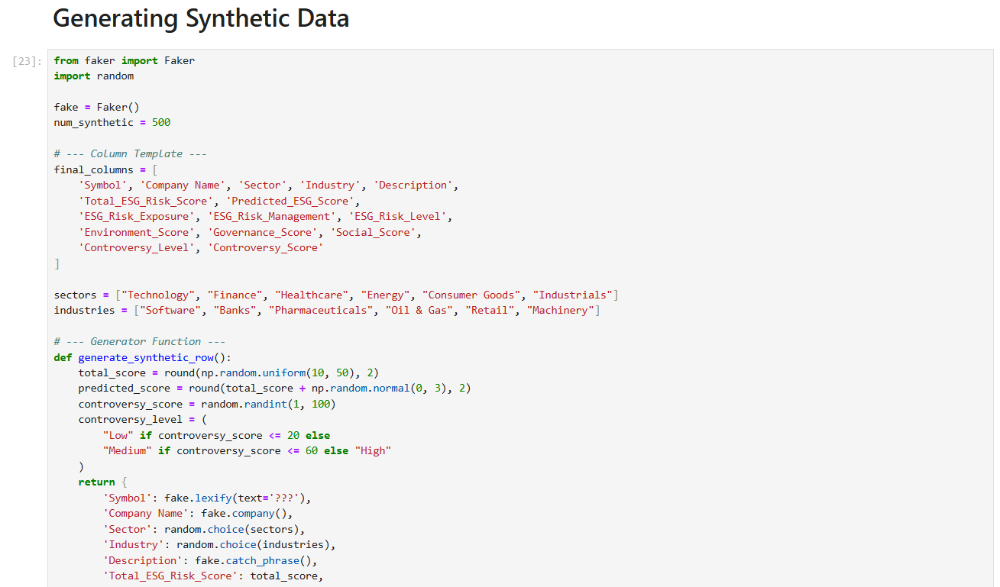 Generating Synthetic Data
[23]:
from faker import Faker
import random
fake = Faker()
num_synthetic = 500
# --- Column Template ---
final_columns = [
    'Symbol', 'Company Name', 'Sector', 'Industry', 'Description',
    'Total_ESG_Risk_Score', 'Predicted_ESG_Score',
    'ESG_Risk_Exposure', 'ESG_Risk_Management', 'ESG_Risk_Level',
    'Environment_Score', 'Governance_Score', 'Social_Score',
    'Controversy_Level', 'Controversy_Score'
]
sectors = ["Technology", "Finance", "Healthcare", "Energy", "Consumer Goods", "Industrials"]
industries = ["Software", "Banks", "Pharmaceuticals", "Oil & Gas", "Retail", "Machinery"]
# --- Generator Function ---
def generate_synthetic_row():
    total_score = round(np.random.uniform(10, 50), 2)
    predicted_score = round(total_score + np.random.normal(0, 3), 2)
    controversy_score = random.randint(1, 100)
    controversy_level = (
        "Low" if controversy_score <= 20 else
        "Medium" if controversy_score <= 60 else "High"
    )
    return {
        'Symbol': fake.lexify(text='???'),
        'Company Name': fake.company(),
        'Sector': random.choice(sectors),
        'Industry': random.choice(industries),
        'Description': fake.catch_phrase(),
        'Total_ESG_Risk_Score': total_score,